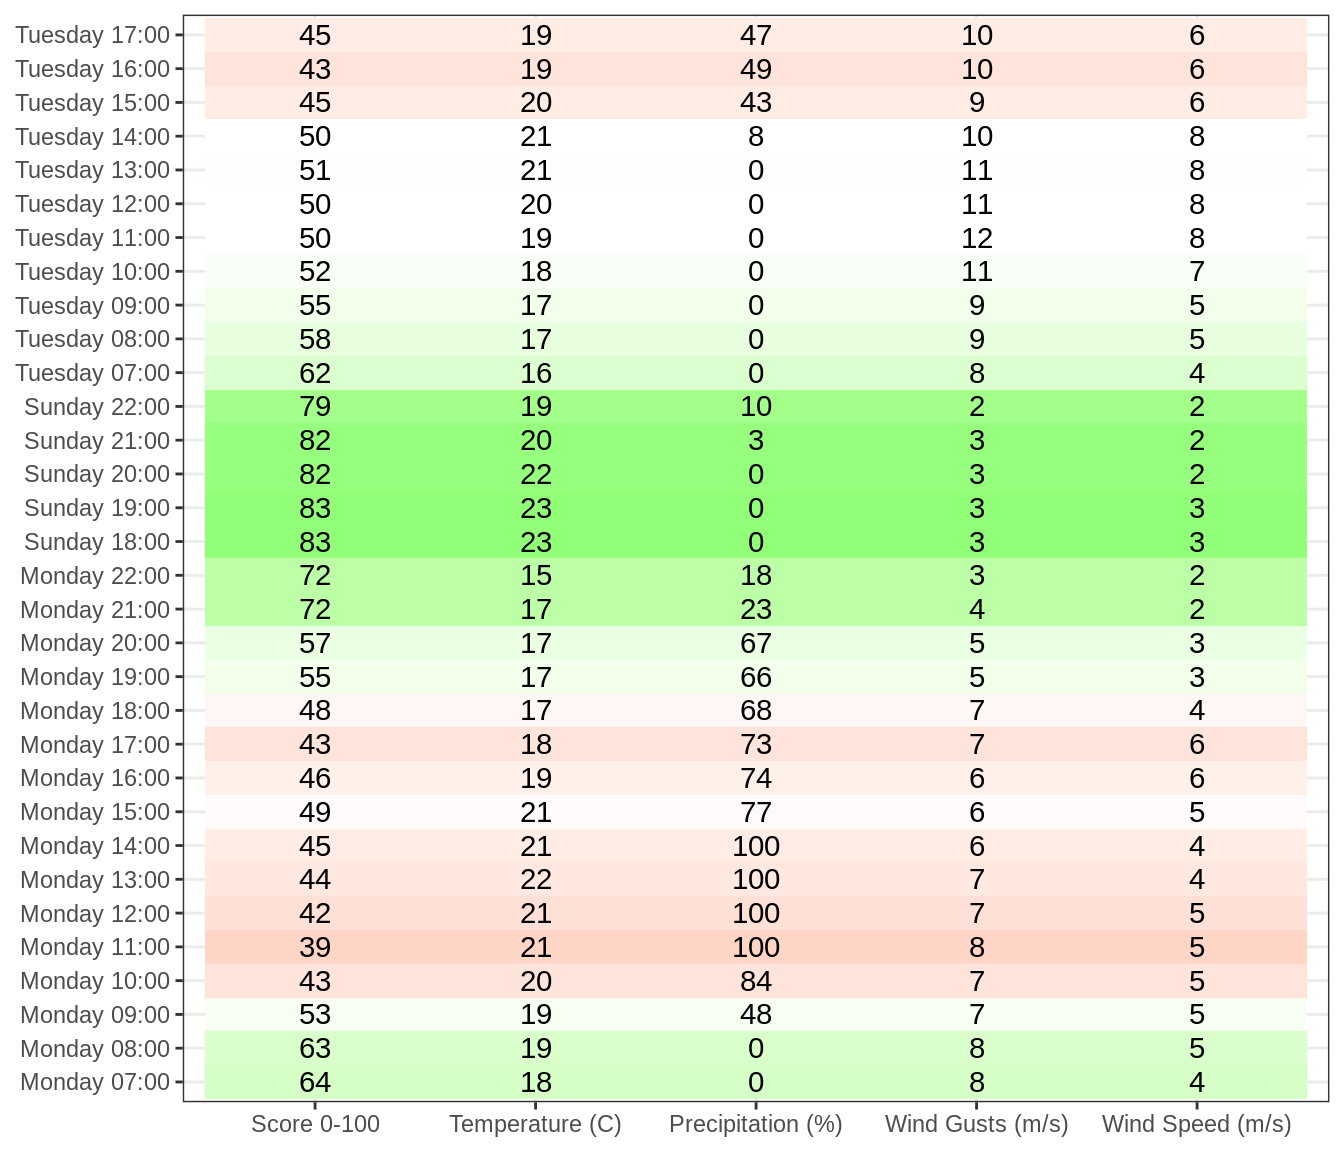 Tuesday 17:00 45 19 47 10 6
Tuesday 16:00 43 19 49 10 6
Tuesday 15:00 45 20 43 9 6
Tuesday 14:00 50 21 8 10 8
Tuesday 13:00 51 21 0 11 8
Tuesday 12:00 50 20 0 11 8
Tuesday 11:00 50 19 0 12 8
Tuesday 10:00 52 18 0 11 7
Tuesday 09:00 55 17 0 9 5
Tuesday 08:00 58 17 0 9 5
Tuesday 07:00 62 16 0 8 4
Sunday 22:00 79 19 10 2 2
Sunday 21:00 82 20 3 3 2
Sunday 20:00 82 22 0 3 2
Sunday 19:00 83 23 0 3 3
Sunday 18:00 83 23 0 3 3
Monday 22:00 72 15 18 3 2
Monday 21:00 72 17 23 4 2
Monday 20:00 57 17 67 5 3
Monday 19:00 55 17 66 5 3
Monday 18:00 48 17 68 7 4
Monday 17:00 43 18 73 7 6
Monday 16:00 46 19 74 6 6
Monday 15:00 49 21 77 6 5
Monday 14:00 45 21 100 6 4
Monday 13:00 44 22 100 7 4
Monday 12:00 42 21 100 7 5
Monday 11:00 39 21 100 8 5
Monday 10:00 43 20 84 7 5
Monday 09:00 53 19 48 7 5
Monday 08:00 63 19 0 8 5
Monday 07:00 64 18 0 8 4
Score 0-100 Temperature (C) Precipitation (%) Wind Gusts (m/s) Wind Speed (m/s)